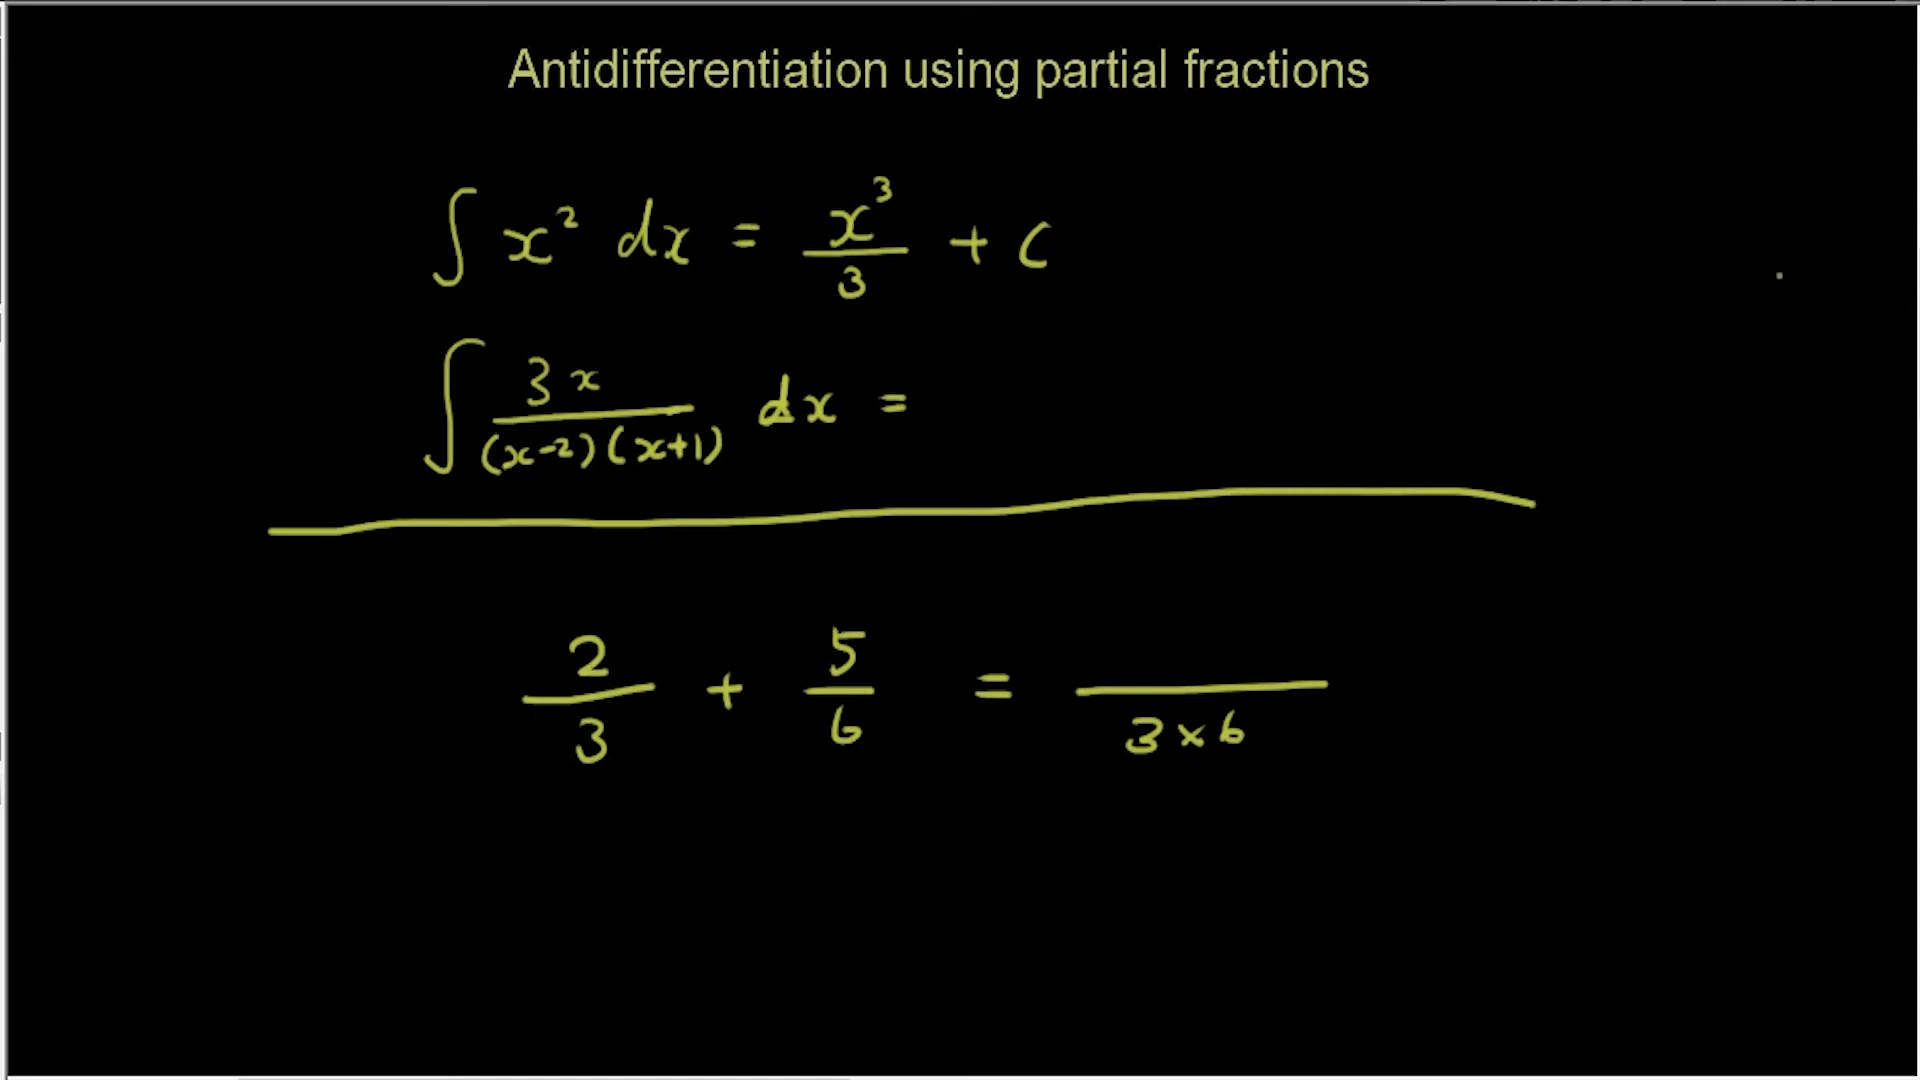 Antidifferentiation using partial fractions
∫ x² dx = x³/3 + c
∫ 3x/((x-2)(x+1)) dx =
2/3 + 5/6 = /(3×6)